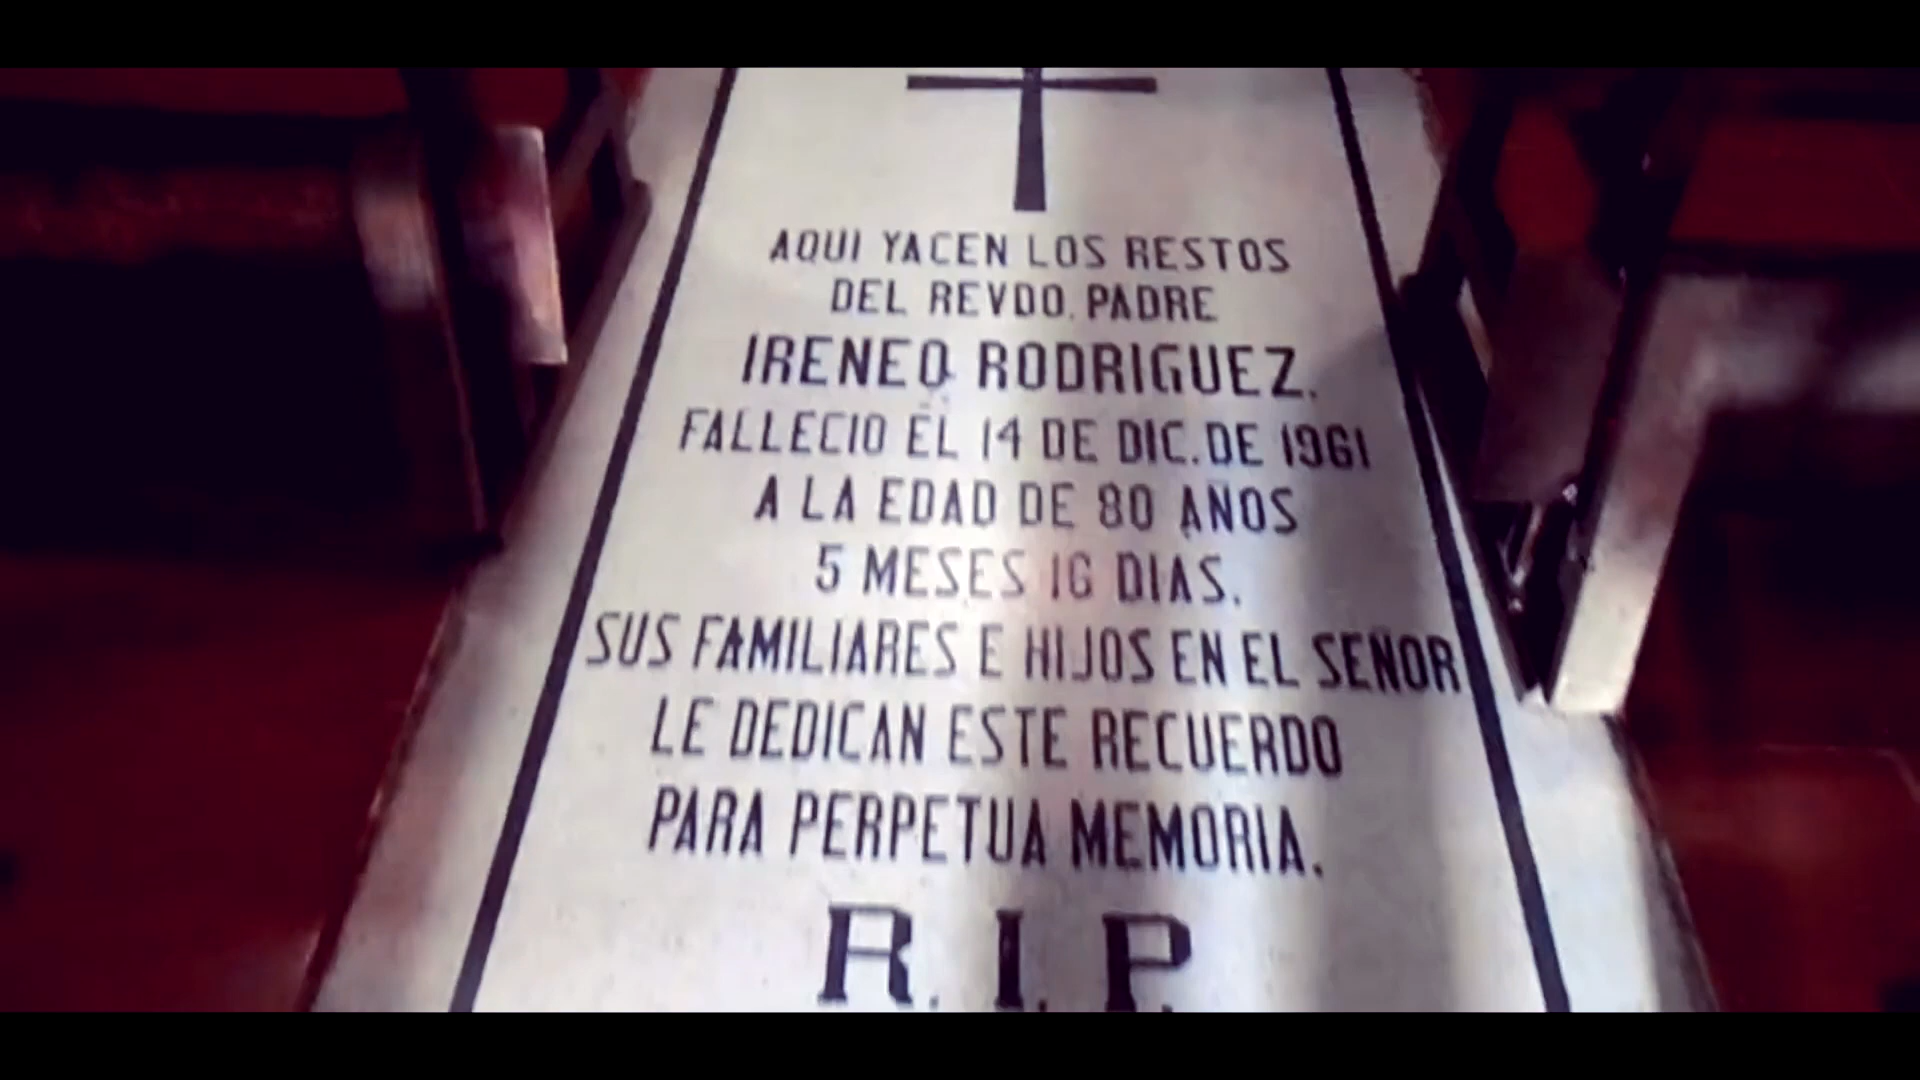 AQUI YACEN LOS RESTOS
DEL REVDO. PADRE
IRENEO RODRIGUEZ.
FALLECIO EL 14 DE DIC. DE 1961
A LA EDAD DE 80 AÑOS
5 MESES 16 DIAS.
SUS FAMILIARES E HIJOS EN EL SEÑOR
LE DEDICAN ESTE RECUERDO
PARA PERPETUA MEMORIA.
R.I.P.